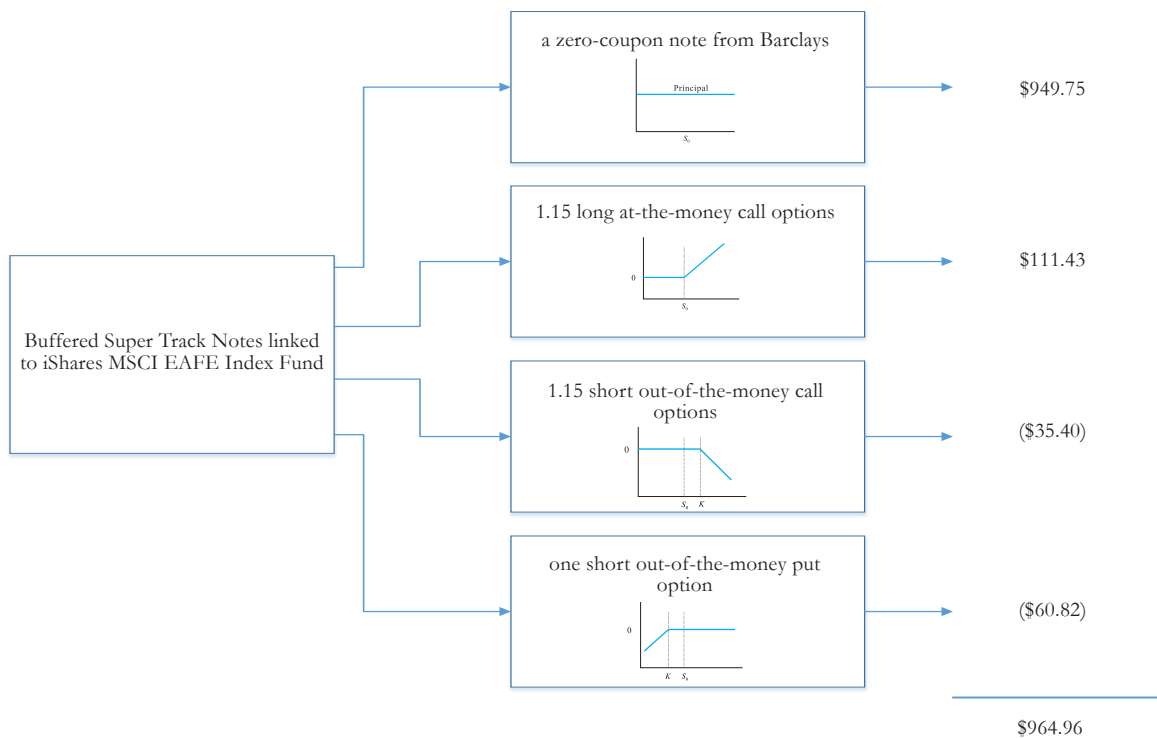 a zero-coupon note from Barclays
Principal
S₀
$949.75
1.15 long at-the-money call options
0
S₀
$111.43
Buffered Super Track Notes linked
to iShares MSCI EAFE Index Fund
1.15 short out-of-the-money call
options
0
S₀ K
($35.40)
one short out-of-the-money put
option
0
K S₀
($60.82)
$964.96